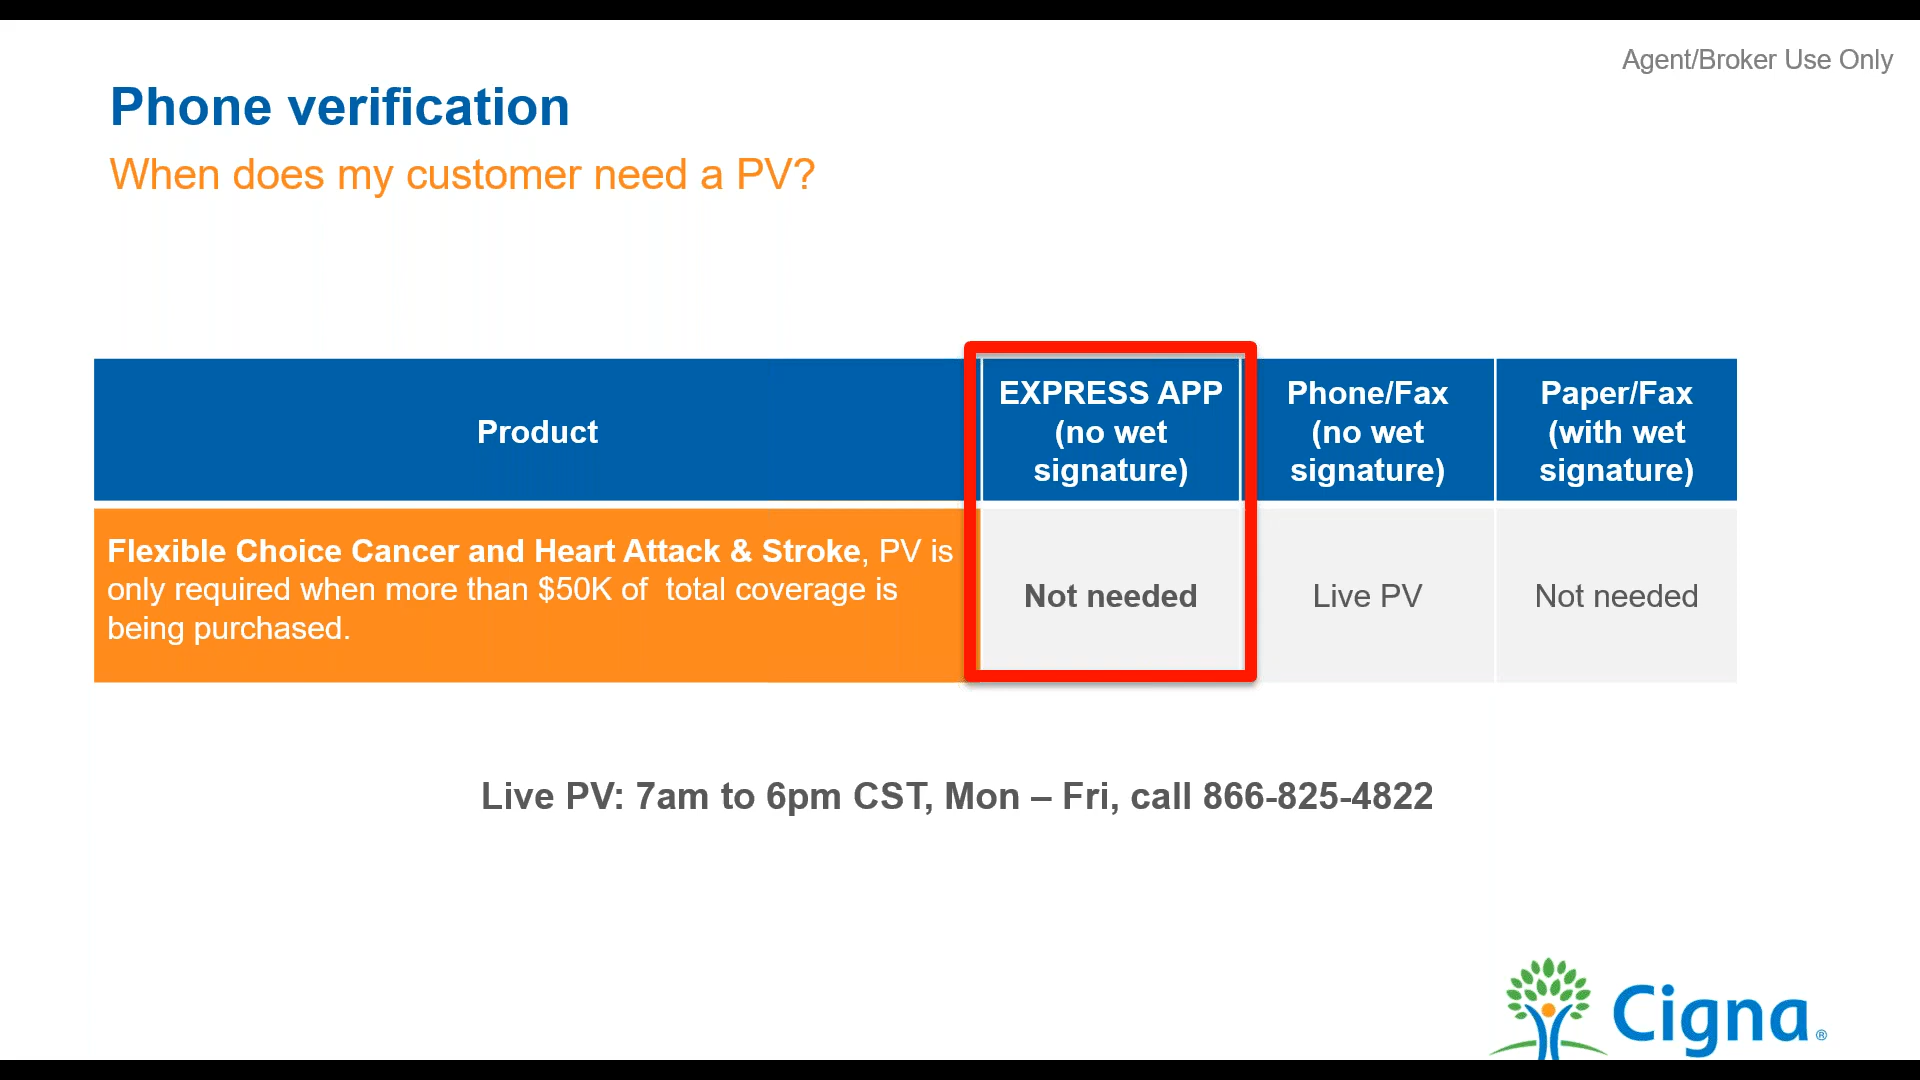 Agent/Broker Use Only
Phone verification
When does my customer need a PV?
Product
EXPRESS APP
(no wet
signature)
Phone/Fax
(no wet
signature)
Paper/Fax
(with wet
signature)
Flexible Choice Cancer and Heart Attack & Stroke, PV is
only required when more than $50K of  total coverage is
being purchased.
Not needed
Live PV
Not needed
Live PV: 7am to 6pm CST, Mon – Fri, call 866-825-4822
Cigna®